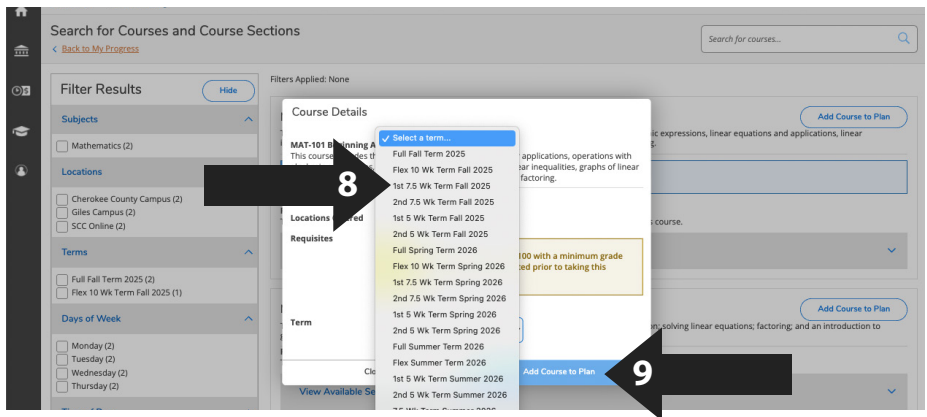 Search for Courses and Course Sections
< Back to My Progress
Search for courses...
Filter Results
Hide
Subjects
Mathematics (2)
Locations
Cherokee County Campus (2)
Giles Campus (2)
SCC Online (2)
Terms
Full Fall Term 2025 (2)
Flex 10 Wk Term Fall 2025 (1)
Days of Week
Monday (2)
Tuesday (2)
Wednesday (2)
Thursday (2)
Filters Applied: None
Add Course to Plan
expressions, linear equations and applications, linear
course.
Add Course to Plan
solving linear equations; factoring; and an introduction to
View Available
Course Details
MAT-101 Beginning
This course
applications, operations with
linear inequalities, graphs of linear
factoring.
Locations
Requisites
100 with a minimum grade
prior to taking this
Term
Add Course to Plan
✓ Select a term...
Full Fall Term 2025
Flex 10 Wk Term Fall 2025
1st 7.5 Wk Term Fall 2025
2nd 7.5 Wk Term Fall 2025
1st 5 Wk Term Fall 2025
2nd 5 Wk Term Fall 2025
Full Spring Term 2026
Flex 10 Wk Term Spring 2026
1st 7.5 Wk Term Spring 2026
2nd 7.5 Wk Term Spring 2026
1st 5 Wk Term Spring 2026
2nd 5 Wk Term Spring 2026
Full Summer Term 2026
Flex Summer Term 2026
1st 5 Wk Term Summer 2026
2nd 5 Wk Term Summer 2026
7.5 Wk Term Summer 2026
8
9